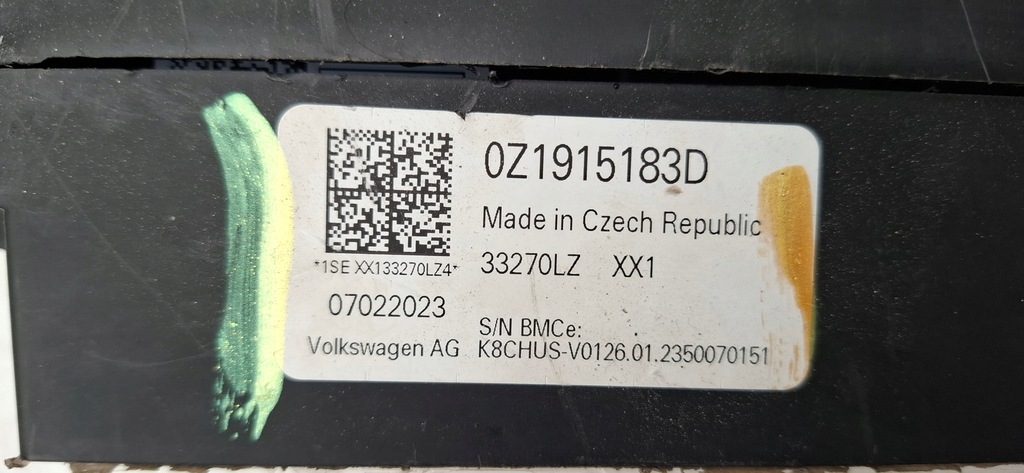 0Z1915183D
Made in Czech Republic
*1SE XX133270LZ4*
33270LZ XX1
07022023
S/N BMCe:
Volkswagen AG K8CHUS-V0126.01.2350070151